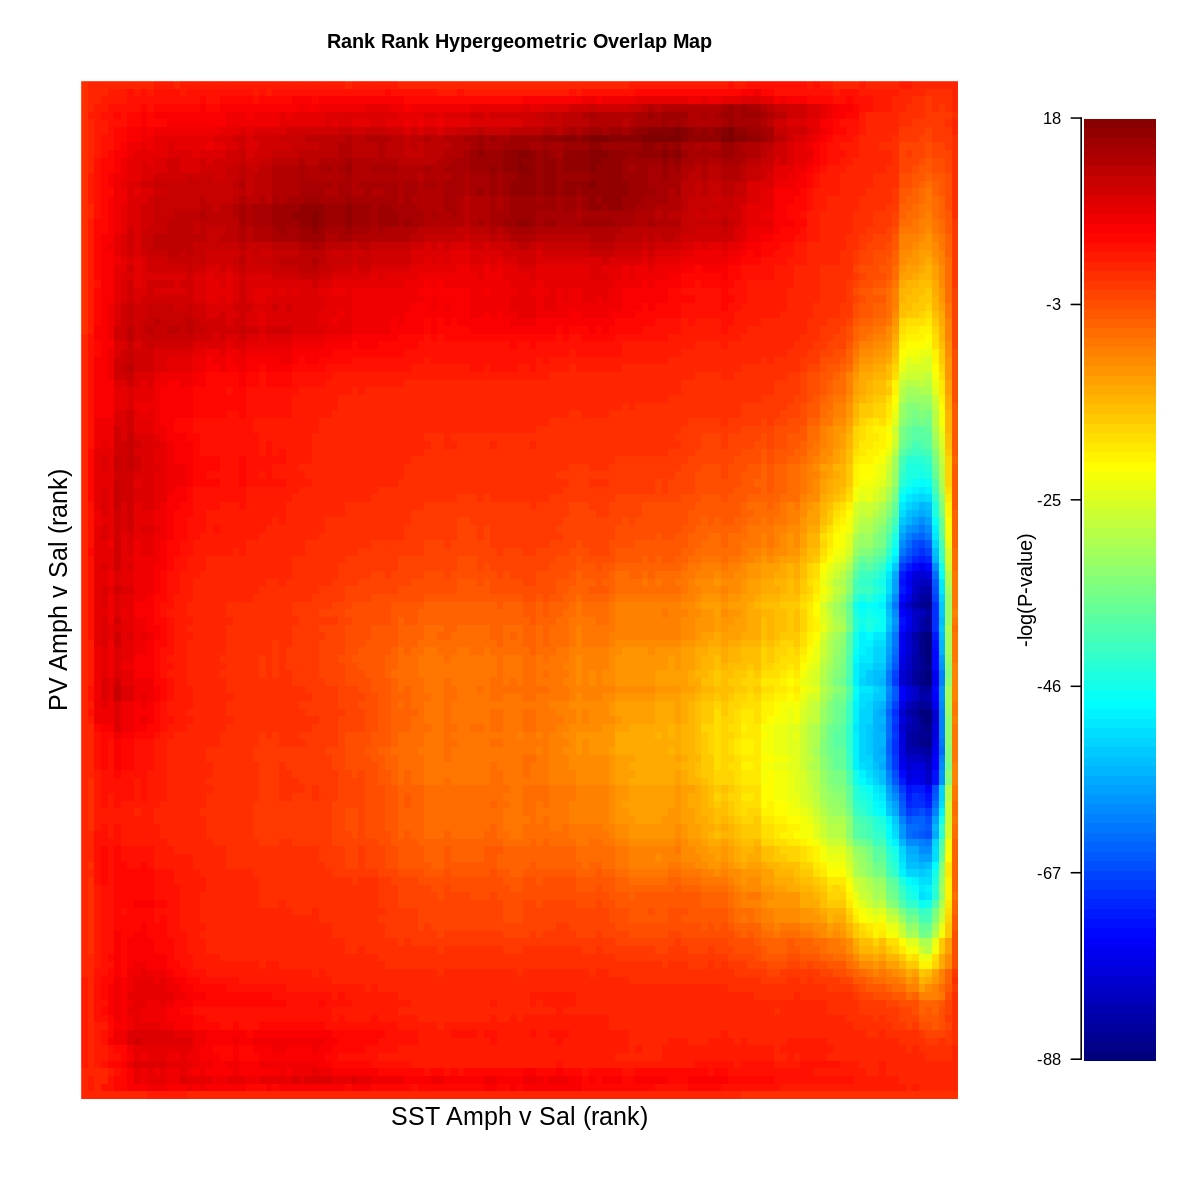 Rank Rank Hypergeometric Overlap Map
PV Amph v Sal (rank)
SST Amph v Sal (rank)
-log(P-value)
18
-3
-25
-46
-67
-88